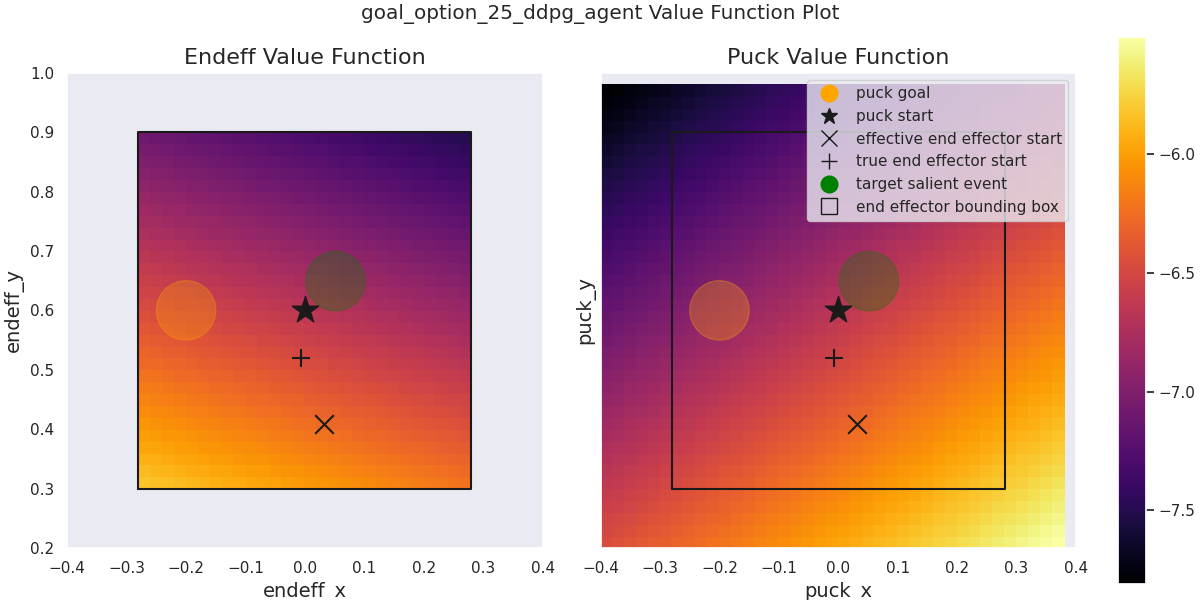 goal_option_25_ddpg_agent Value Function Plot
Endeff Value Function
1.0
0.9
0.8
0.7
0.6
0.5
0.4
0.3
0.2
endeff_y
−0.4 −0.3 −0.2 −0.1 0.0 0.1 0.2 0.3 0.4
endeff_x
Puck Value Function
puck goal
puck start
effective end effector start
true end effector start
target salient event
end effector bounding box
puck_y
−0.4 −0.3 −0.2 −0.1 0.0 0.1 0.2 0.3 0.4
puck_x
−6.0
−6.5
−7.0
−7.5